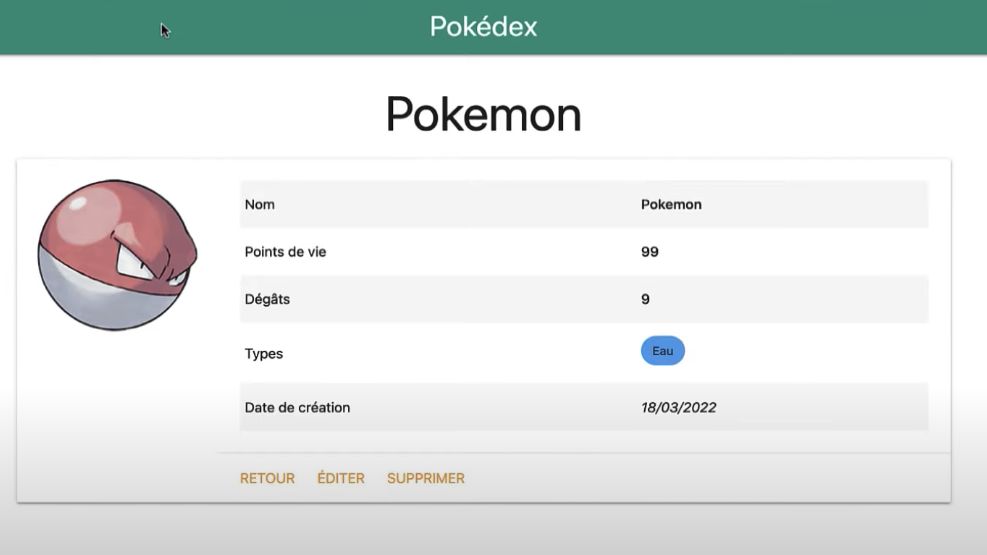 Pokédex
Pokemon
Nom Pokemon
Points de vie 99
Dégâts 9
Types Eau
Date de création 18/03/2022
RETOUR ÉDITER SUPPRIMER